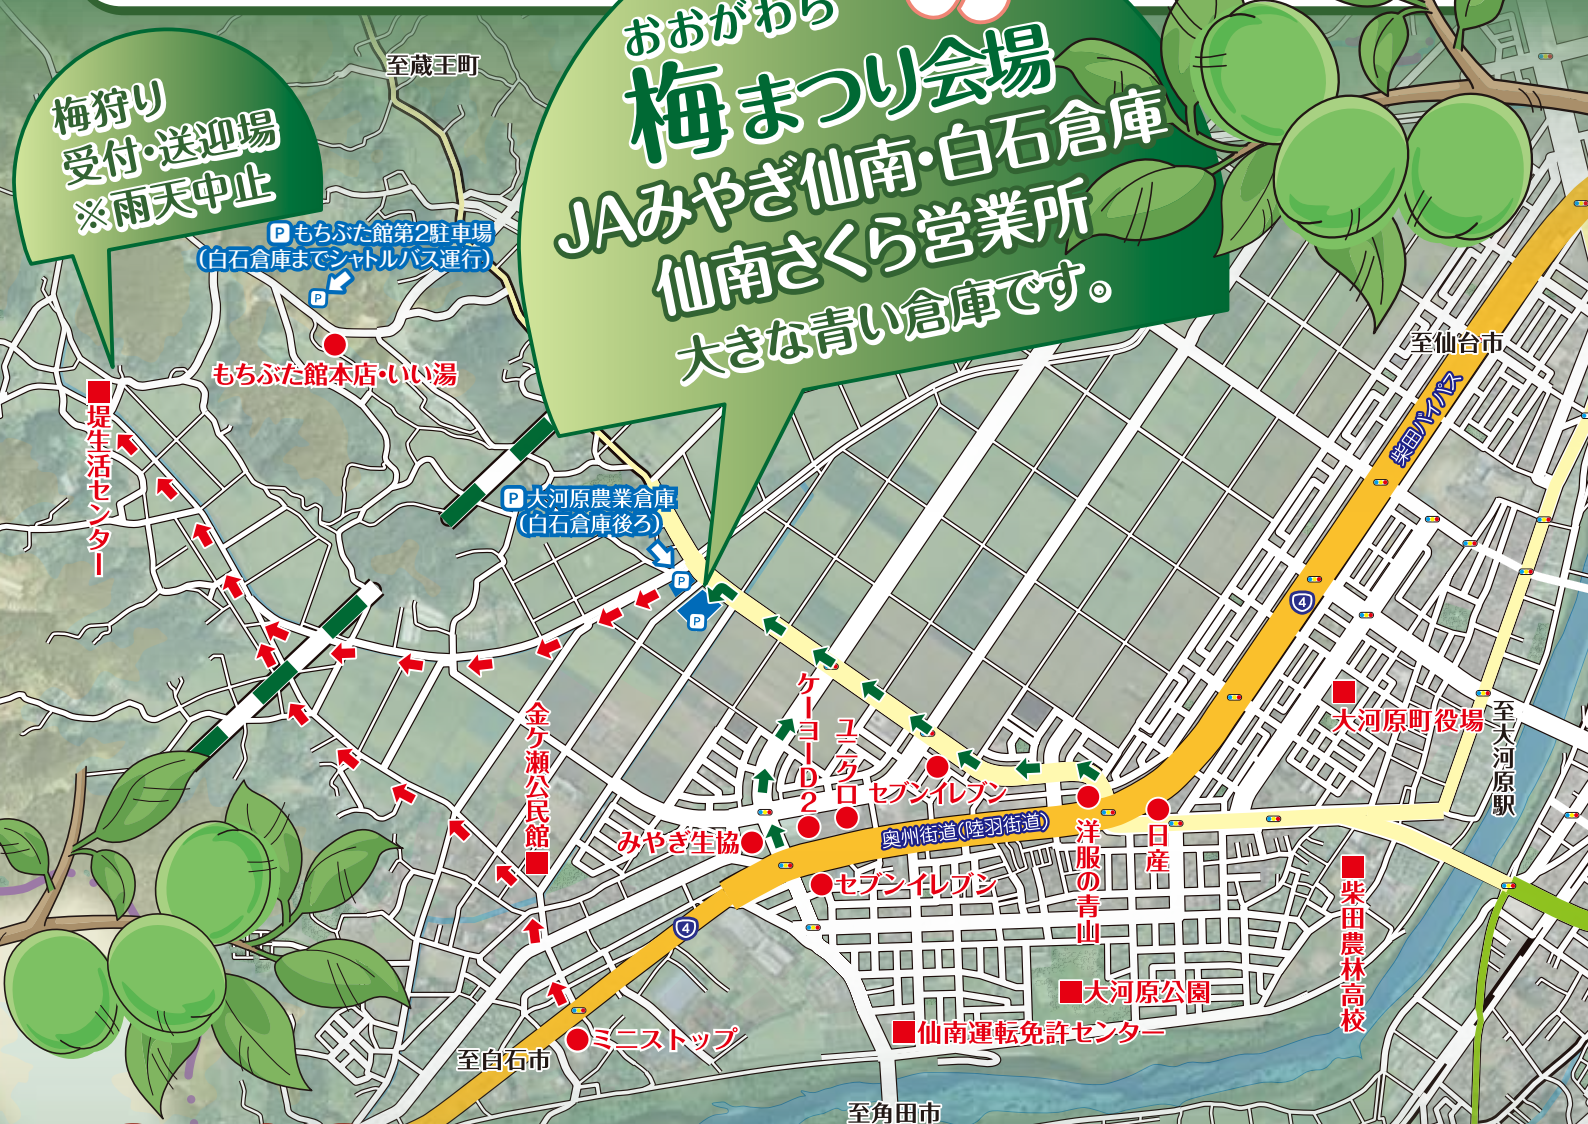 おおがわら
梅まつり会場
JAみやぎ仙南・白石倉庫
仙南さくら営業所
大きな青い倉庫です。
梅狩り
受付・送迎場
※雨天中止
至蔵王町
P もちぶた館第2駐車場
(白石倉庫までシャトルバス運行)
P
もちぶた館本店・いい湯
堤生活センター
P 大河原農業倉庫
(白石倉庫後ろ)
P
P
至仙台市
柴田バイパス
4
大河原町役場
至大河原駅
ケーヨーD2
ユニクロ
セブンイレブン
金ケ瀬公民館
みやぎ生協
奥州街道(陸羽街道)
洋服の青山
日産
セブンイレブン
柴田農林高校
4
大河原公園
仙南運転免許センター
ミニストップ
至白石市
至角田市